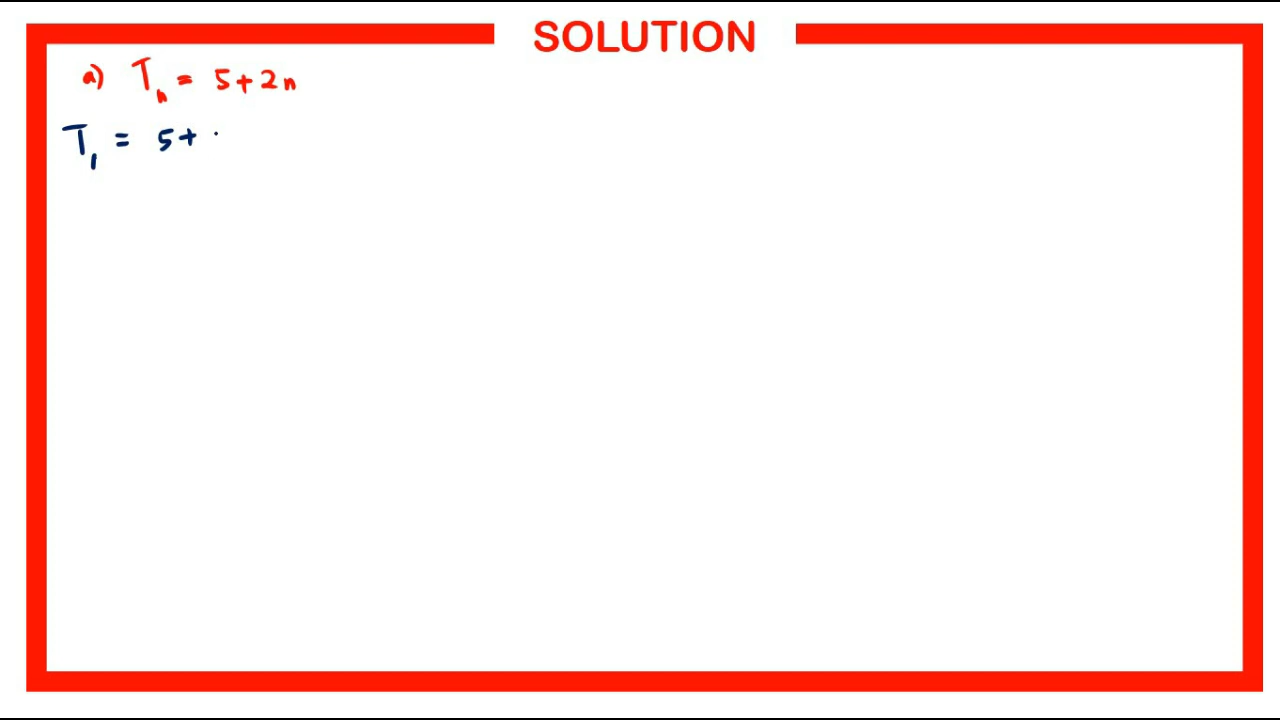 SOLUTION
a) Tₙ = 5+2n
T₁ = 5+